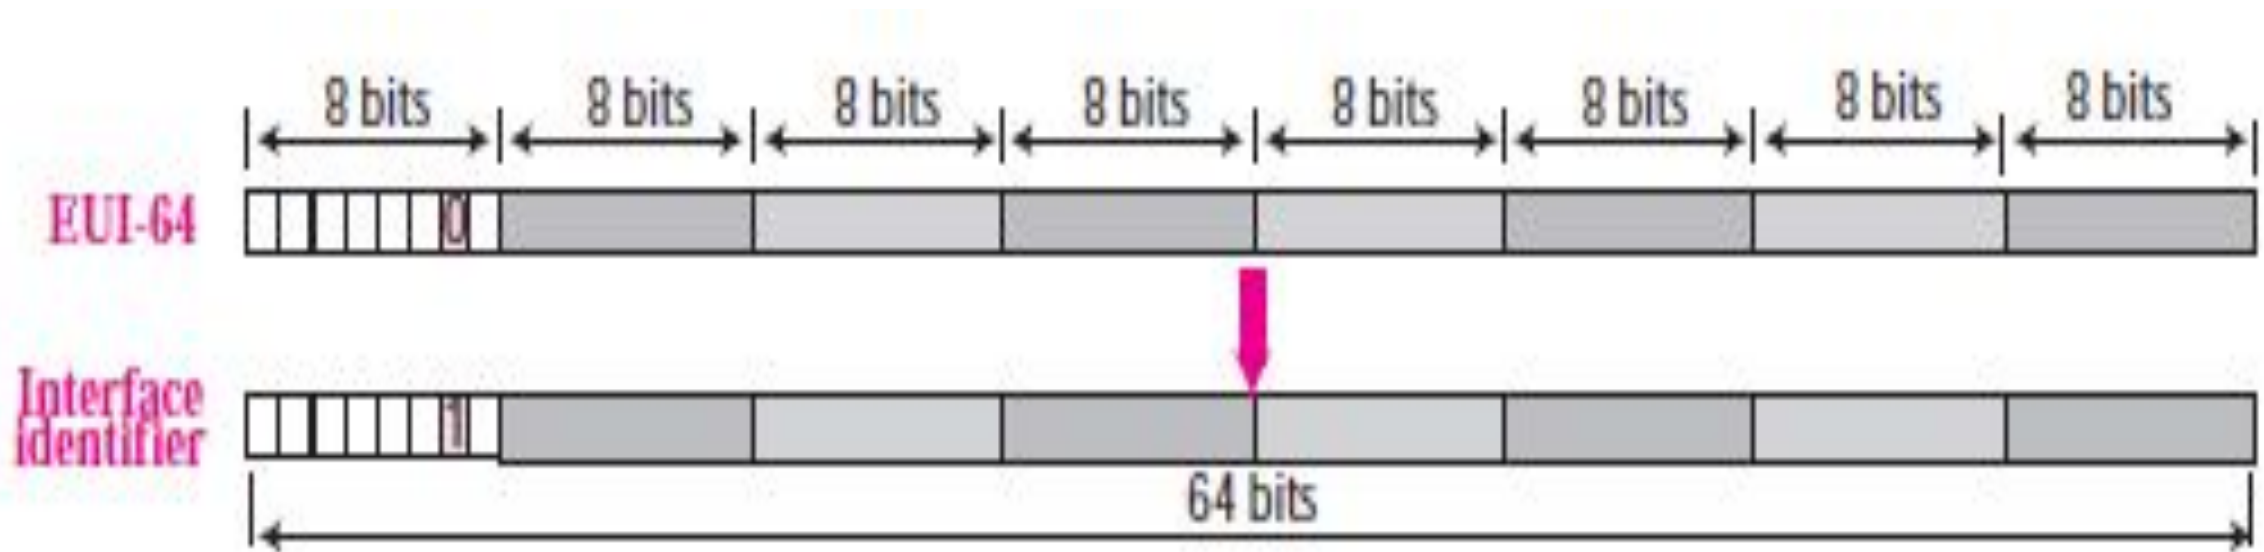 8 bits 8 bits 8 bits 8 bits 8 bits 8 bits 8 bits 8 bits
EUI-64
0
Interface
identifier
1
64 bits